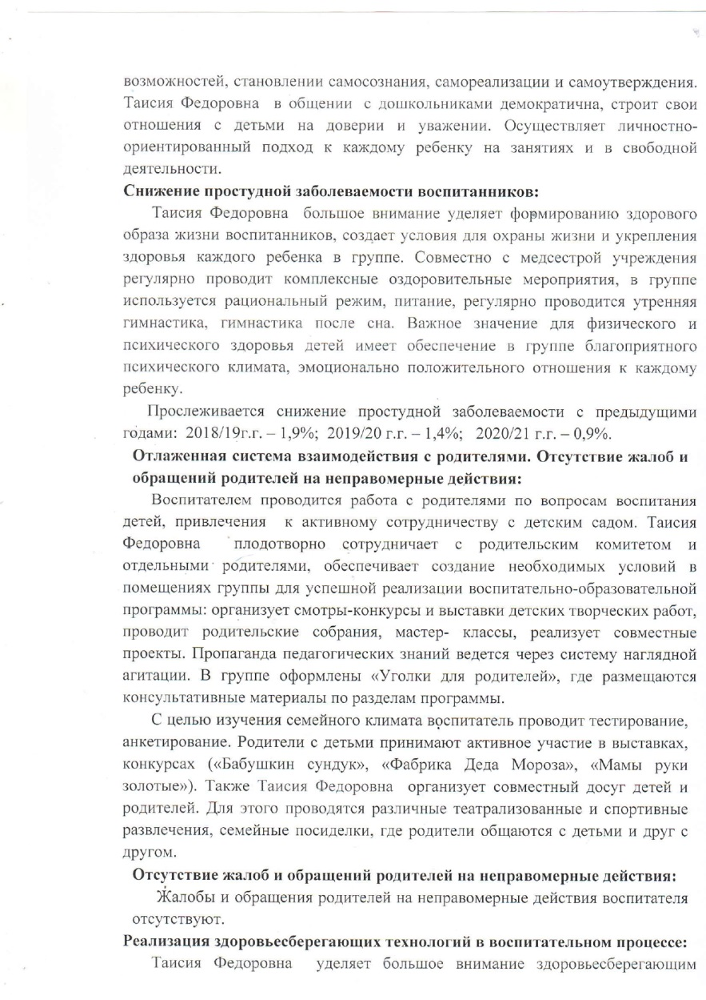 возможностей, становлении самосознания, самореализации и самоутверждения.
Таисия Федоровна в общении с дошкольниками демократична, строит свои
отношения с детьми на доверии и уважении. Осуществляет личностно-
ориентированный подход к каждому ребенку на занятиях и в свободной
деятельности.
Снижение простудной заболеваемости воспитанников:
Таисия Федоровна большое внимание уделяет формированию здорового
образа жизни воспитанников, создает условия для охраны жизни и укрепления
здоровья каждого ребенка в группе. Совместно с медсестрой учреждения
регулярно проводит комплексные оздоровительные мероприятия, в группе
используется рациональный режим, питание, регулярно проводится утренняя
гимнастика, гимнастика после сна. Важное значение для физического и
психического здоровья детей имеет обеспечение в группе благоприятного
психического климата, эмоционально положительного отношения к каждому
ребенку.
Прослеживается снижение простудной заболеваемости с предыдущими
годами: 2018/19г.г. – 1,9%; 2019/20 г.г. – 1,4%; 2020/21 г.г. – 0,9%.
Отлаженная система взаимодействия с родителями. Отсутствие жалоб и
обращений родителей на неправомерные действия:
Воспитателем проводится работа с родителями по вопросам воспитания
детей, привлечения к активному сотрудничеству с детским садом. Таисия
Федоровна плодотворно сотрудничает с родительским комитетом и
отдельными родителями, обеспечивает создание необходимых условий в
помещениях группы для успешной реализации воспитательно-образовательной
программы: организует смотры-конкурсы и выставки детских творческих работ,
проводит родительские собрания, мастер- классы, реализует совместные
проекты. Пропаганда педагогических знаний ведется через систему наглядной
агитации. В группе оформлены «Уголки для родителей», где размещаются
консультативные материалы по разделам программы.
С целью изучения семейного климата воспитатель проводит тестирование,
анкетирование. Родители с детьми принимают активное участие в выставках,
конкурсах («Бабушкин сундук», «Фабрика Деда Мороза», «Мамы руки
золотые»). Также Таисия Федоровна организует совместный досуг детей и
родителей. Для этого проводятся различные театрализованные и спортивные
развлечения, семейные посиделки, где родители общаются с детьми и друг с
другом.
Отсутствие жалоб и обращений родителей на неправомерные действия:
Жалобы и обращения родителей на неправомерные действия воспитателя
отсутствуют.
Реализация здоровьесберегающих технологий в воспитательном процессе:
Таисия Федоровна уделяет большое внимание здоровьесберегающим